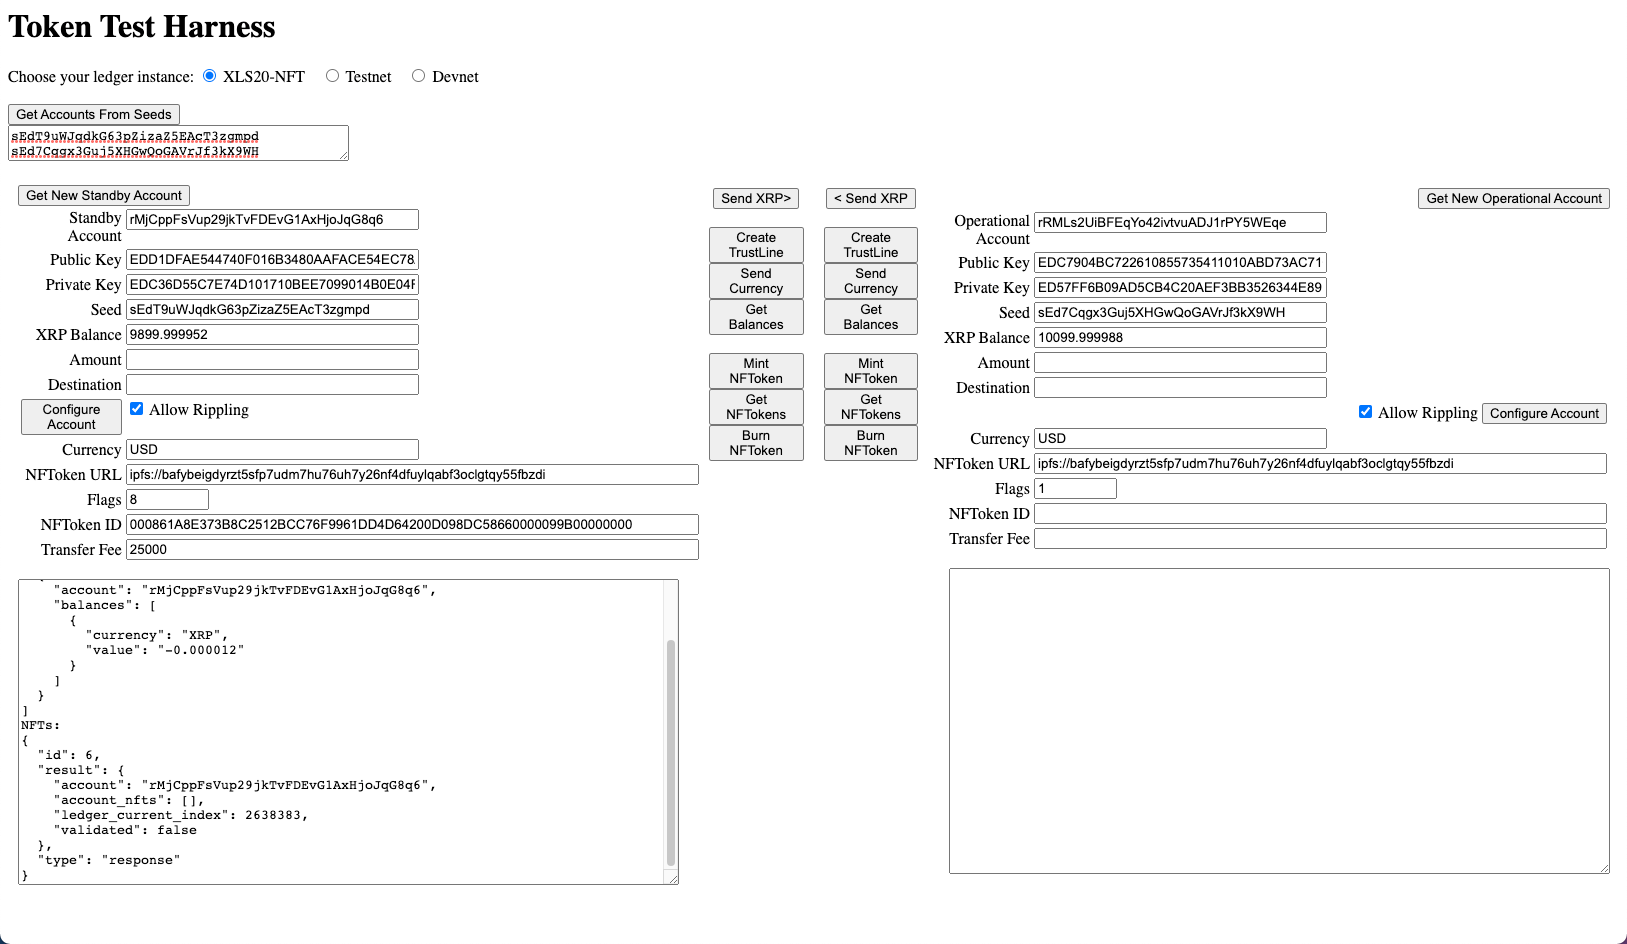 Token Test Harness
Choose your ledger instance: XLS20-NFT Testnet Devnet
Get Accounts From Seeds
sEdT9uWJqdkG63pZizaZ5EAcT3zgmpd
sEd7Cqgx3Guj5XHGwQoGAVrJf3kX9WH
Get New Standby Account
Standby Account rMjCppFsVup29jkTvFDEvG1AxHjoJqG8q6
Public Key EDD1DFAE544740F016B3480AAFACE54EC78
Private Key EDC36D55C7E74D101710BEE7099014B0E04F
Seed sEdT9uWJqdkG63pZizaZ5EAcT3zgmpd
XRP Balance 9899.999952
Amount
Destination
Configure Account Allow Rippling
Currency USD
NFToken URL ipfs://bafybeigdyrzt5sfp7udm7hu76uh7y26nf4dfuylqabf3oclgtqy55fbzdi
Flags 8
NFToken ID 000861A8E373B8C2512BCC76F9961DD4D64200D098DC58660000099B00000000
Transfer Fee 25000
"account": "rMjCppFsVup29jkTvFDEvG1AxHjoJqG8q6",
"balances": [
{
"currency": "XRP",
"value": "-0.000012"
}
]
}
]
NFTs:
{
"id": 6,
"result": {
"account": "rMjCppFsVup29jkTvFDEvG1AxHjoJqG8q6",
"account_nfts": [],
"ledger_current_index": 2638383,
"validated": false
},
"type": "response"
}
Send XRP>
Create TrustLine
Send Currency
Get Balances
Mint NFToken
Get NFTokens
Burn NFToken
< Send XRP
Create TrustLine
Send Currency
Get Balances
Mint NFToken
Get NFTokens
Burn NFToken
Get New Operational Account
Operational Account rRMLs2UiBFEqYo42ivtvuADJ1rPY5WEqe
Public Key EDC7904BC722610855735411010ABD73AC71
Private Key ED57FF6B09AD5CB4C20AEF3BB3526344E89
Seed sEd7Cqgx3Guj5XHGwQoGAVrJf3kX9WH
XRP Balance 10099.999988
Amount
Destination
Allow Rippling Configure Account
Currency USD
NFToken URL ipfs://bafybeigdyrzt5sfp7udm7hu76uh7y26nf4dfuylqabf3oclgtqy55fbzdi
Flags 1
NFToken ID
Transfer Fee